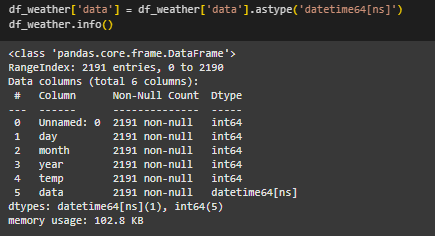 df_weather['data'] = df_weather['data'].astype('datetime64[ns]')
df_weather.info()
<class 'pandas.core.frame.DataFrame'>
RangeIndex: 2191 entries, 0 to 2190
Data columns (total 6 columns):
 #   Column      Non-Null Count  Dtype
---  ------      --------------  -----
 0   Unnamed: 0  2191 non-null   int64
 1   day         2191 non-null   int64
 2   month       2191 non-null   int64
 3   year        2191 non-null   int64
 4   temp        2191 non-null   int64
 5   data        2191 non-null   datetime64[ns]
dtypes: datetime64[ns](1), int64(5)
memory usage: 102.8 KB